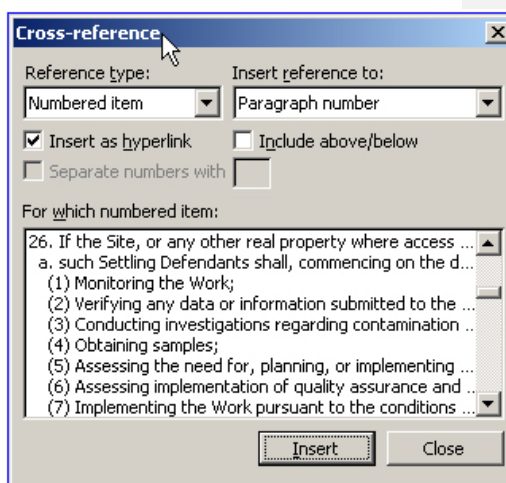 Cross-reference
Reference type: Insert reference to:
Numbered item Paragraph number
Insert as hyperlink Include above/below
Separate numbers with
For which numbered item:
26. If the Site, or any other real property where access ...
a. such Settling Defendants shall, commencing on the d...
(1) Monitoring the Work;
(2) Verifying any data or information submitted to the ...
(3) Conducting investigations regarding contamination ...
(4) Obtaining samples;
(5) Assessing the need for, planning, or implementing ...
(6) Assessing implementation of quality assurance and ...
(7) Implementing the Work pursuant to the conditions ...
Insert Close